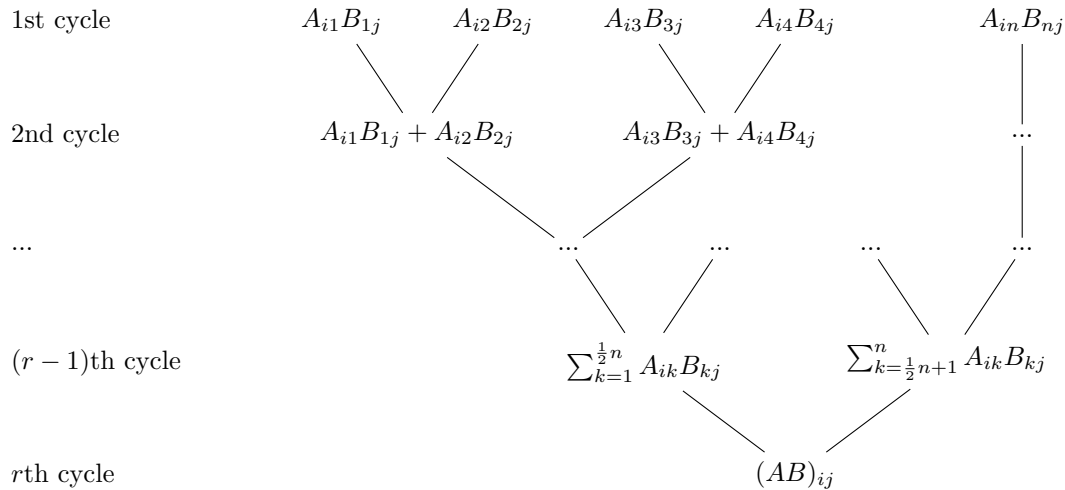 1st cycle $A_{i1}B_{1j}$ $A_{i2}B_{2j}$ $A_{i3}B_{3j}$ $A_{i4}B_{4j}$ $A_{in}B_{nj}$
2nd cycle $A_{i1}B_{1j} + A_{i2}B_{2j}$ $A_{i3}B_{3j} + A_{i4}B_{4j}$ ...
... ... ... ... ...
$(r-1)$th cycle $\sum_{k=1}^{\frac{1}{2}n} A_{ik}B_{kj}$ $\sum_{k=\frac{1}{2}n+1}^{n} A_{ik}B_{kj}$
$r$th cycle $(AB)_{ij}$